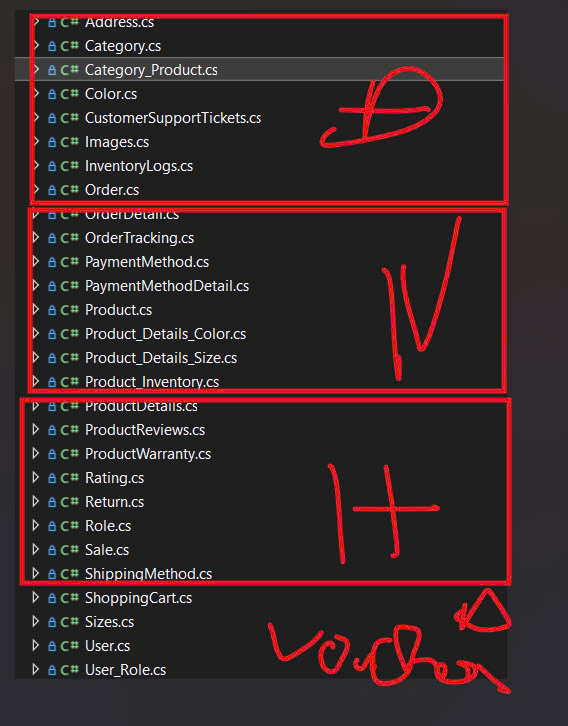 Address.cs
C# Category.cs
C# Category_Product.cs
C# Color.cs
C# CustomerSupportTickets.cs
C# Images.cs
C# InventoryLogs.cs
C# Order.cs
OrderDetail.cs
C# OrderTracking.cs
C# PaymentMethod.cs
C# PaymentMethodDetail.cs
C# Product.cs
C# Product_Details_Color.cs
C# Product_Details_Size.cs
C# Product_Inventory.cs
C# ProductDetails.cs
C# ProductReviews.cs
C# ProductWarranty.cs
C# Rating.cs
C# Return.cs
C# Role.cs
C# Sale.cs
C# ShippingMethod.cs
C# ShoppingCart.cs
C# Sizes.cs
C# User.cs
C# User_Role.cs
Đ
N
H